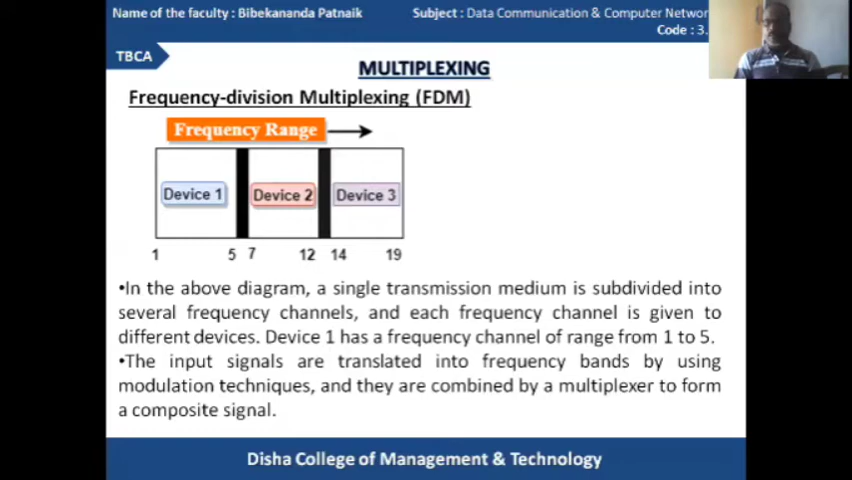 Name of the faculty : Bibekananda Patnaik
Subject : Data Communication & Computer Networ
Code : 3.
TBCA
MULTIPLEXING
Frequency-division Multiplexing (FDM)
Frequency Range
Device 1 Device 2 Device 3
1 5 7 12 14 19
•In the above diagram, a single transmission medium is subdivided into
several frequency channels, and each frequency channel is given to
different devices. Device 1 has a frequency channel of range from 1 to 5.
•The input signals are translated into frequency bands by using
modulation techniques, and they are combined by a multiplexer to form
a composite signal.
Disha College of Management & Technology